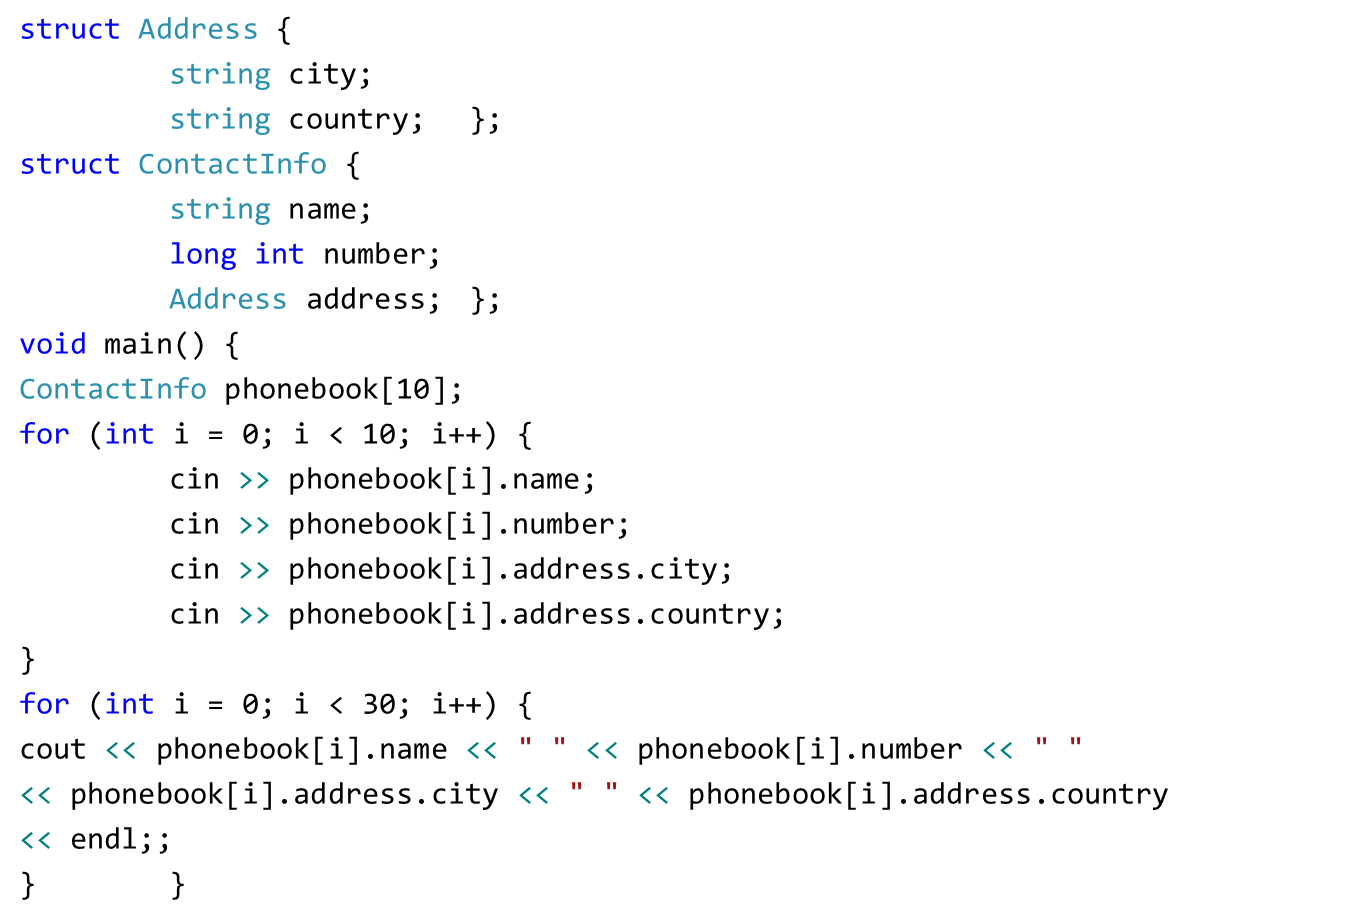 struct Address {
string city;
string country; };
struct ContactInfo {
string name;
long int number;
Address address; };
void main() {
ContactInfo phonebook[10];
for (int i = 0; i < 10; i++) {
cin >> phonebook[i].name;
cin >> phonebook[i].number;
cin >> phonebook[i].address.city;
cin >> phonebook[i].address.country;
}
for (int i = 0; i < 30; i++) {
cout << phonebook[i].name << " " << phonebook[i].number << " "
<< phonebook[i].address.city << " " << phonebook[i].address.country
<< endl;;
} }